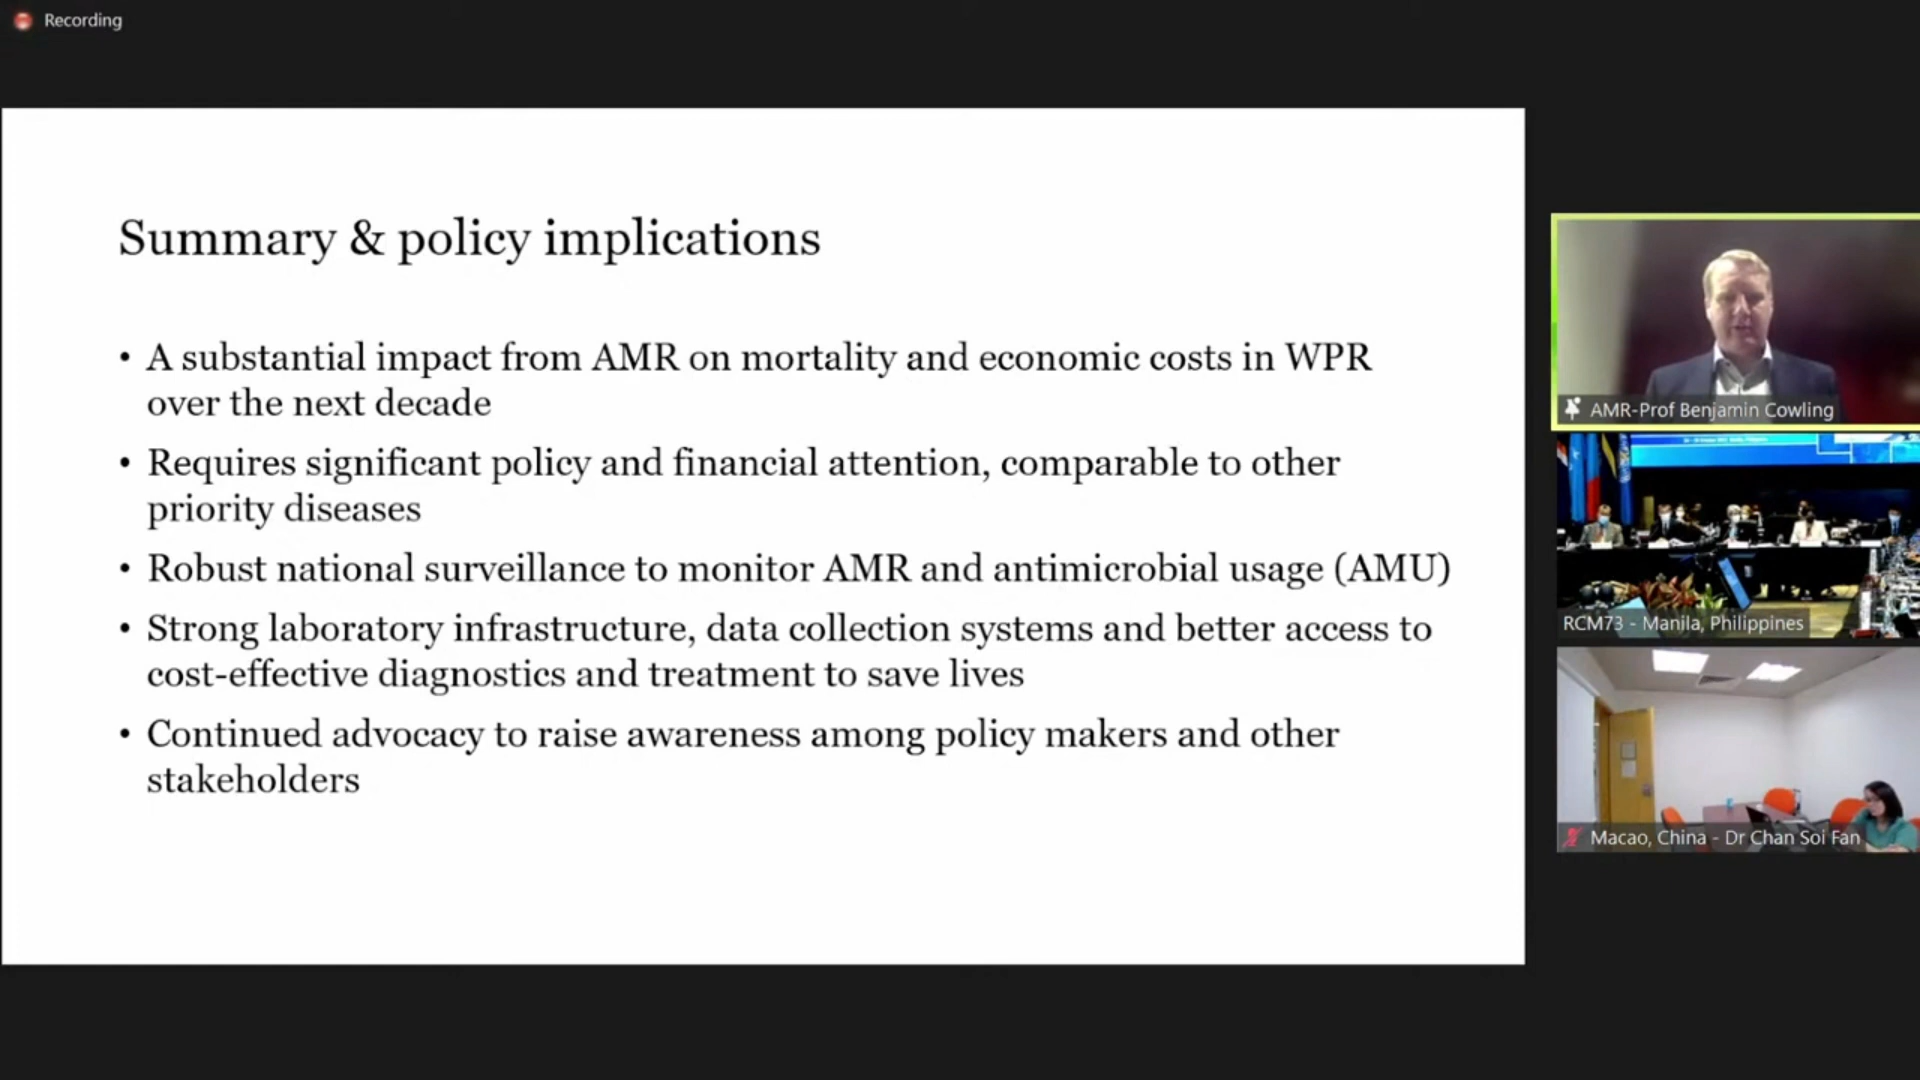 Recording
Summary & policy implications
• A substantial impact from AMR on mortality and economic costs in WPR
over the next decade
• Requires significant policy and financial attention, comparable to other
priority diseases
• Robust national surveillance to monitor AMR and antimicrobial usage (AMU)
• Strong laboratory infrastructure, data collection systems and better access to
cost-effective diagnostics and treatment to save lives
• Continued advocacy to raise awareness among policy makers and other
stakeholders
AMR-Prof Benjamin Cowling
RCM73 - Manila, Philippines
Macao, China - Dr Chan Soi Fan